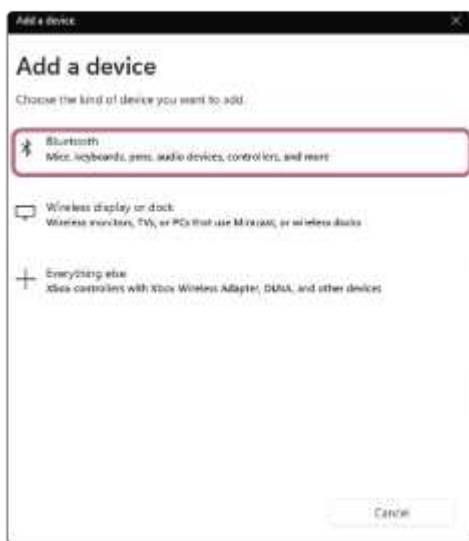 Add a device
Add a device
Choose the kind of device you want to add
Bluetooth
Mice, keyboards, pens, audio devices, controllers, and more
Wireless display or dock
Wireless monitors, TVs, or PCs that use Miracast, or wireless docks
Everything else
Xbox controllers with Xbox Wireless Adapter, DLNA, and other devices
Cancel